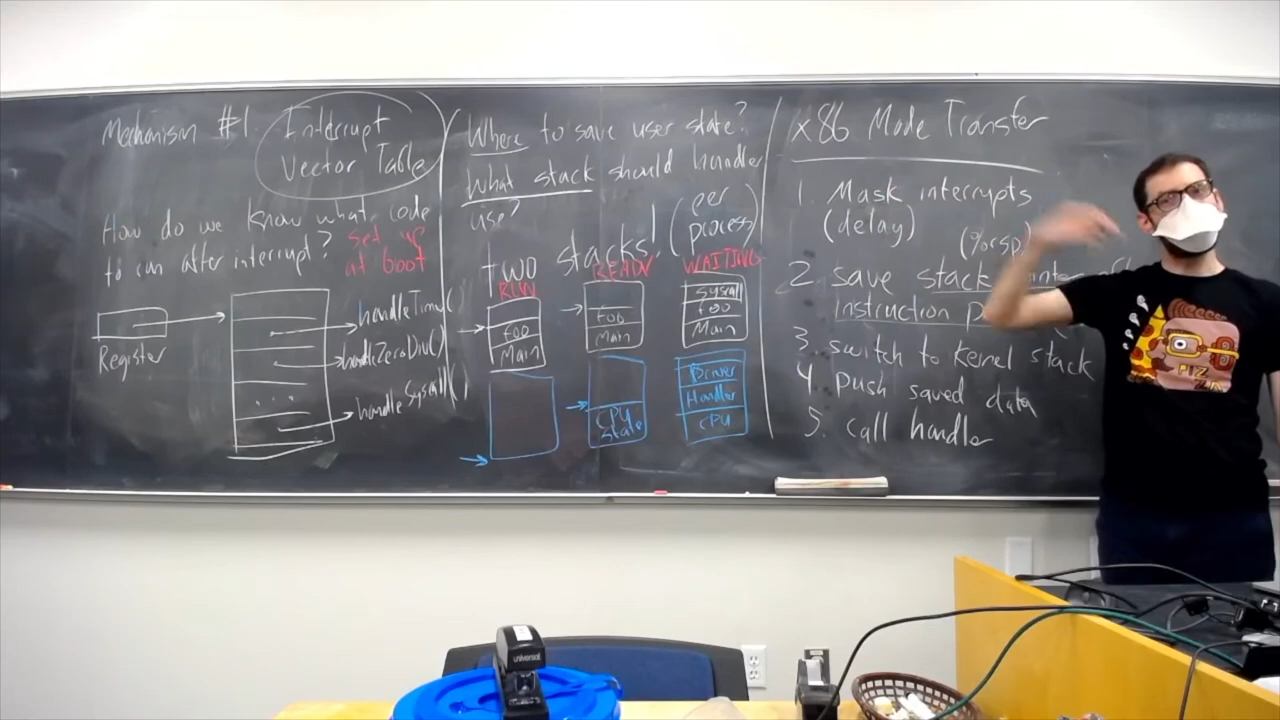 Mechanism #1.
Interrupt
Vector Table
How do we know what code
to run after interrupt?
set up
at boot
Register
handleTimer()
handleZeroDiv()
...
handleSyscall()
Where to save user state?
What stack should handler
use?
(per
process)
TWO stacks!
RUN
foo
Main
READY
foo
Main
CPU
State
WAITING
syscall
foo
Main
Driver
Handler
CPU
x86 Mode Transfer
1. Mask interrupts
(delay)
(%rsp)
2. save stack
instruction
3. switch to kernel stack
4. push saved data
5. call handler
PIZ
ZA
universal